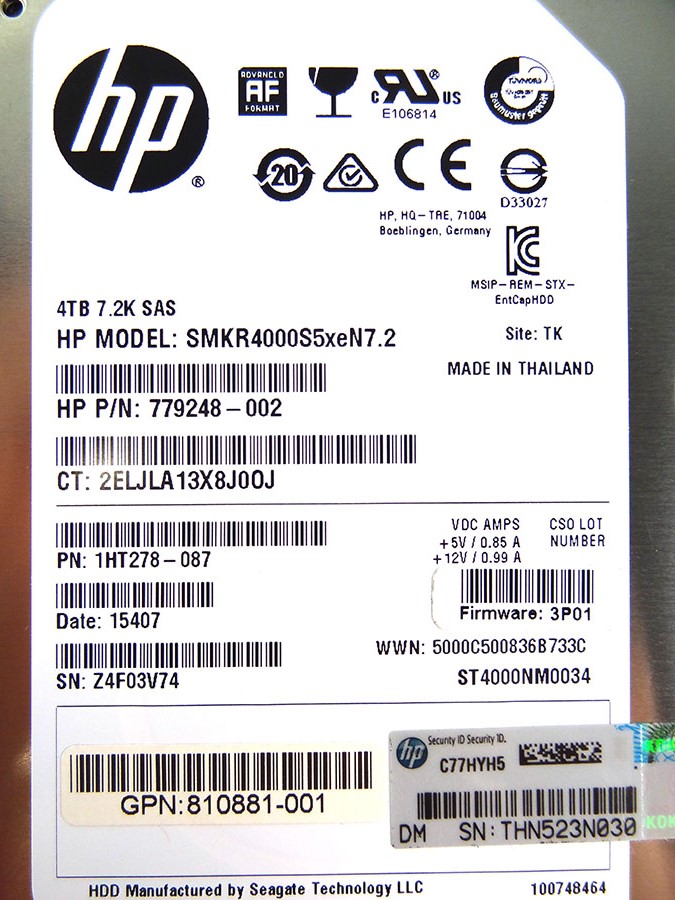 hp
®
ADVANCED
AF
FORMAT
c RU ® US
E106814
TÜVNORD
Baumuster geprüft
20
CE
D33027
HP, HQ-TRE, 71004
Boeblingen, Germany
MSIP-REM-STX-
EntCapHDD
4TB 7.2K SAS
HP MODEL: SMKR4000S5xeN7.2
Site: TK
MADE IN THAILAND
HP P/N: 779248-002
CT: 2ELJLA13X8J0OJ
VDC AMPS
+5V / 0.85 A
+12V / 0.99 A
CSO LOT
NUMBER
PN: 1HT278-087
Date: 15407
Firmware: 3P01
WWN: 5000C500836B733C
SN: Z4F03V74
ST4000NM0034
hp
Security ID Security ID.
C77HYH5
GPN:810881-001
DM SN:THN523N030
HDD Manufactured by Seagate Technology LLC
100748464